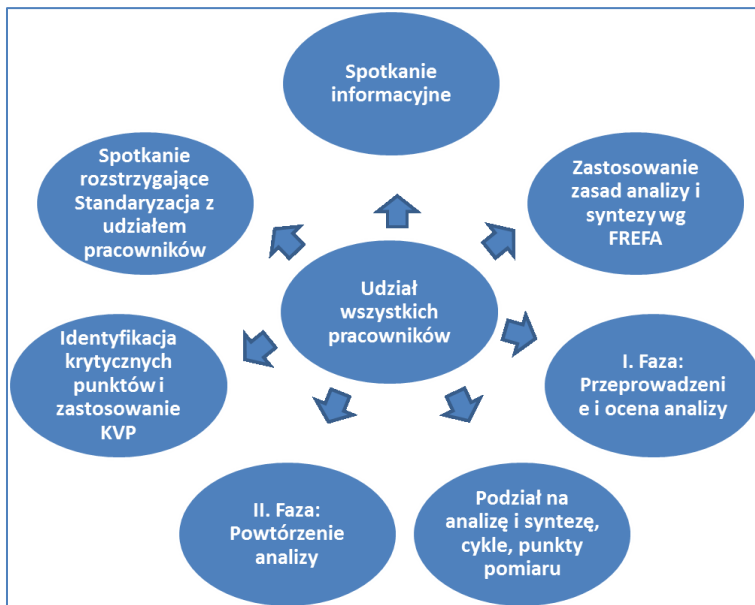 Spotkanie
informacyjne
Zastosowanie
zasad analizy i
syntezy wg
FREFA
I. Faza:
Przeprowadzeni
e i ocena analizy
Podział na
analizę i syntezę,
cykle, punkty
pomiaru
II. Faza:
Powtórzenie
analizy
Identyfikacja
krytycznych
punktów i
zastosowanie
KVP
Spotkanie
rozstrzygające
Standaryzacja z
udziałem
pracowników
Udział
wszystkich
pracowników